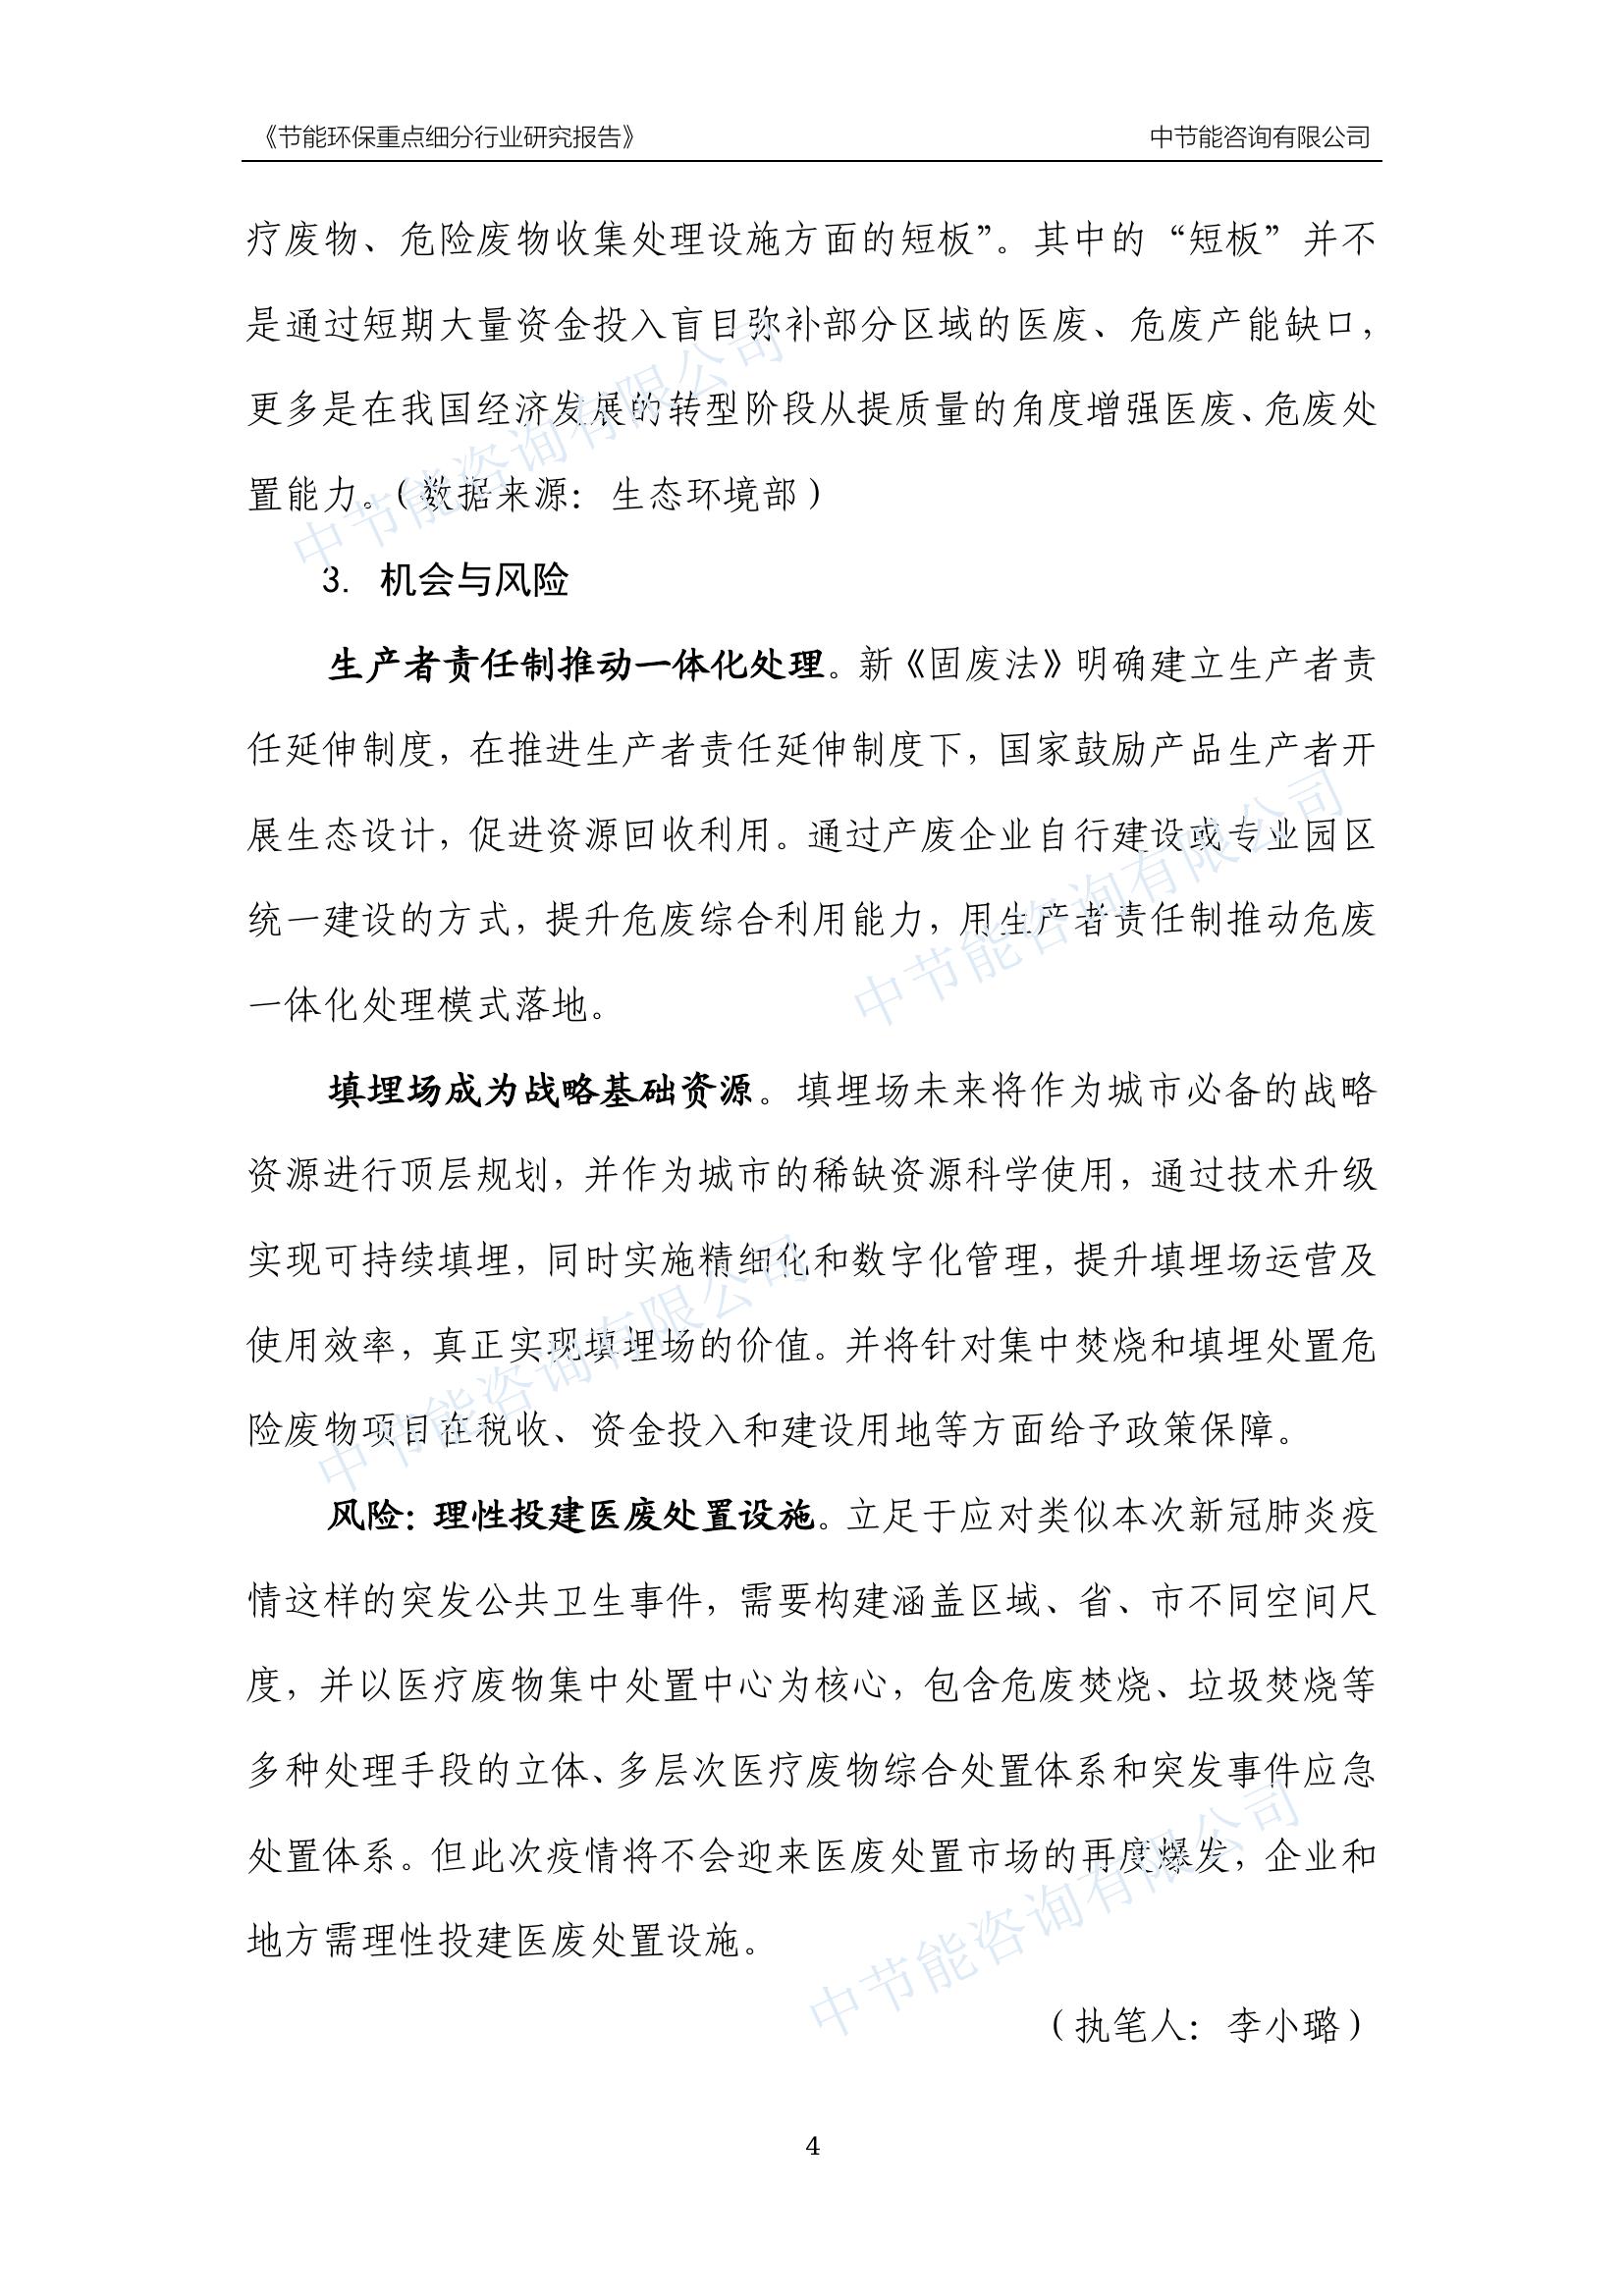 《节能环保重点细分行业研究报告》 中节能咨询有限公司
疗废物、危险废物收集处理设施方面的短板”。其中的“短板”并不
是通过短期大量资金投入盲目弥补部分区域的医废、危废产能缺口，
更多是在我国经济发展的转型阶段从提质量的角度增强医废、危废处
置能力。（数据来源：生态环境部）
3. 机会与风险
生产者责任制推动一体化处理。新《固废法》明确建立生产者责
任延伸制度，在推进生产者责任延伸制度下，国家鼓励产品生产者开
展生态设计，促进资源回收利用。通过产废企业自行建设或专业园区
统一建设的方式，提升危废综合利用能力，用生产者责任制推动危废
一体化处理模式落地。
填埋场成为战略基础资源。填埋场未来将作为城市必备的战略
资源进行顶层规划，并作为城市的稀缺资源科学使用，通过技术升级
实现可持续填埋，同时实施精细化和数字化管理，提升填埋场运营及
使用效率，真正实现填埋场的价值。并将针对集中焚烧和填埋处置危
险废物项目在税收、资金投入和建设用地等方面给予政策保障。
风险：理性投建医废处置设施。立足于应对类似本次新冠肺炎疫
情这样的突发公共卫生事件，需要构建涵盖区域、省、市不同空间尺
度，并以医疗废物集中处置中心为核心，包含危废焚烧、垃圾焚烧等
多种处理手段的立体、多层次医疗废物综合处置体系和突发事件应急
处置体系。但此次疫情将不会迎来医废处置市场的再度爆发，企业和
地方需理性投建医废处置设施。
（执笔人：李小璐）
4
中节能咨询有限公司
中节能咨询有限公司
中节能咨询有限公司
中节能咨询有限公司